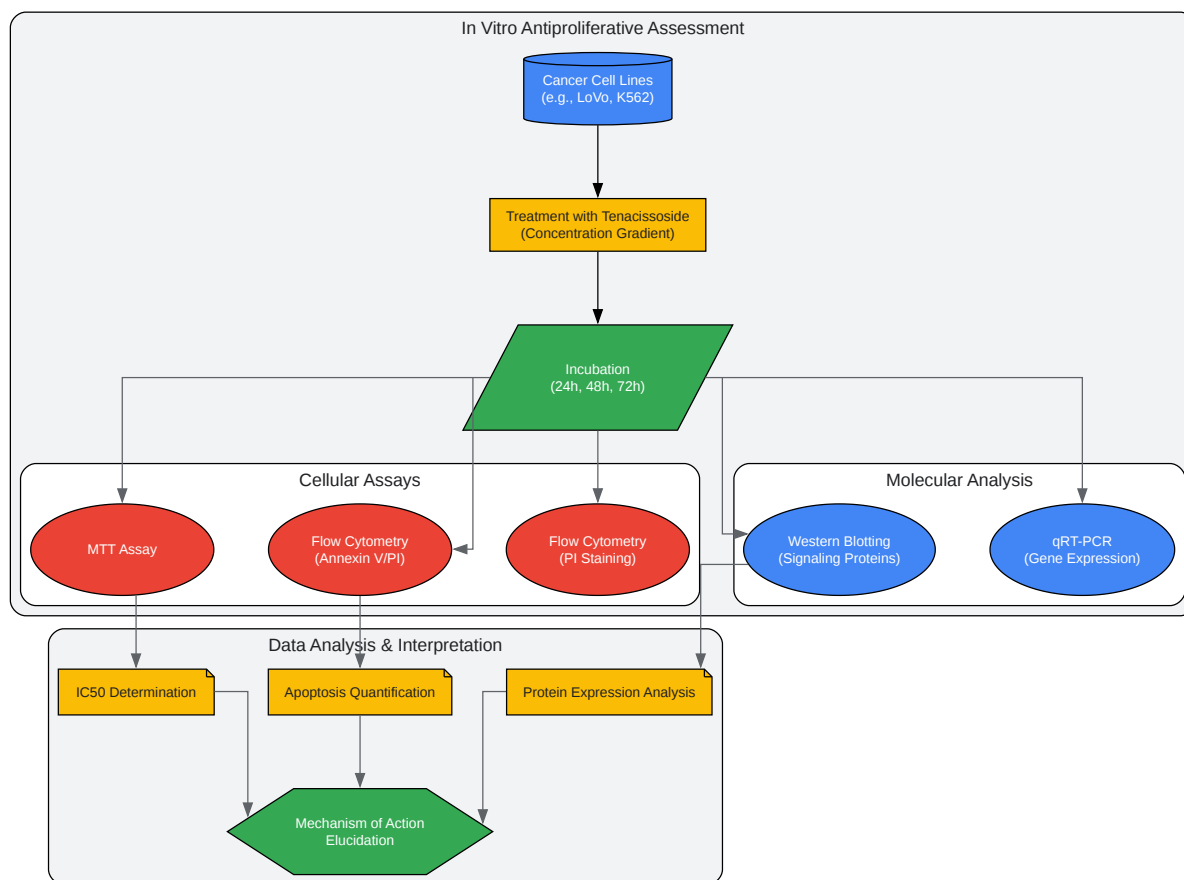 In Vitro Antiproliferative Assessment
Cancer Cell Lines
(e.g., LoVo, K562)
Treatment with Tenacissoside
(Concentration Gradient)
Incubation
(24h, 48h, 72h)
Cellular Assays
Molecular Analysis
MTT Assay
Flow Cytometry
(Annexin V/PI)
Flow Cytometry
(PI Staining)
Western Blotting
(Signaling Proteins)
qRT-PCR
(Gene Expression)
Data Analysis & Interpretation
IC50 Determination
Apoptosis Quantification
Protein Expression Analysis
Mechanism of Action
Elucidation